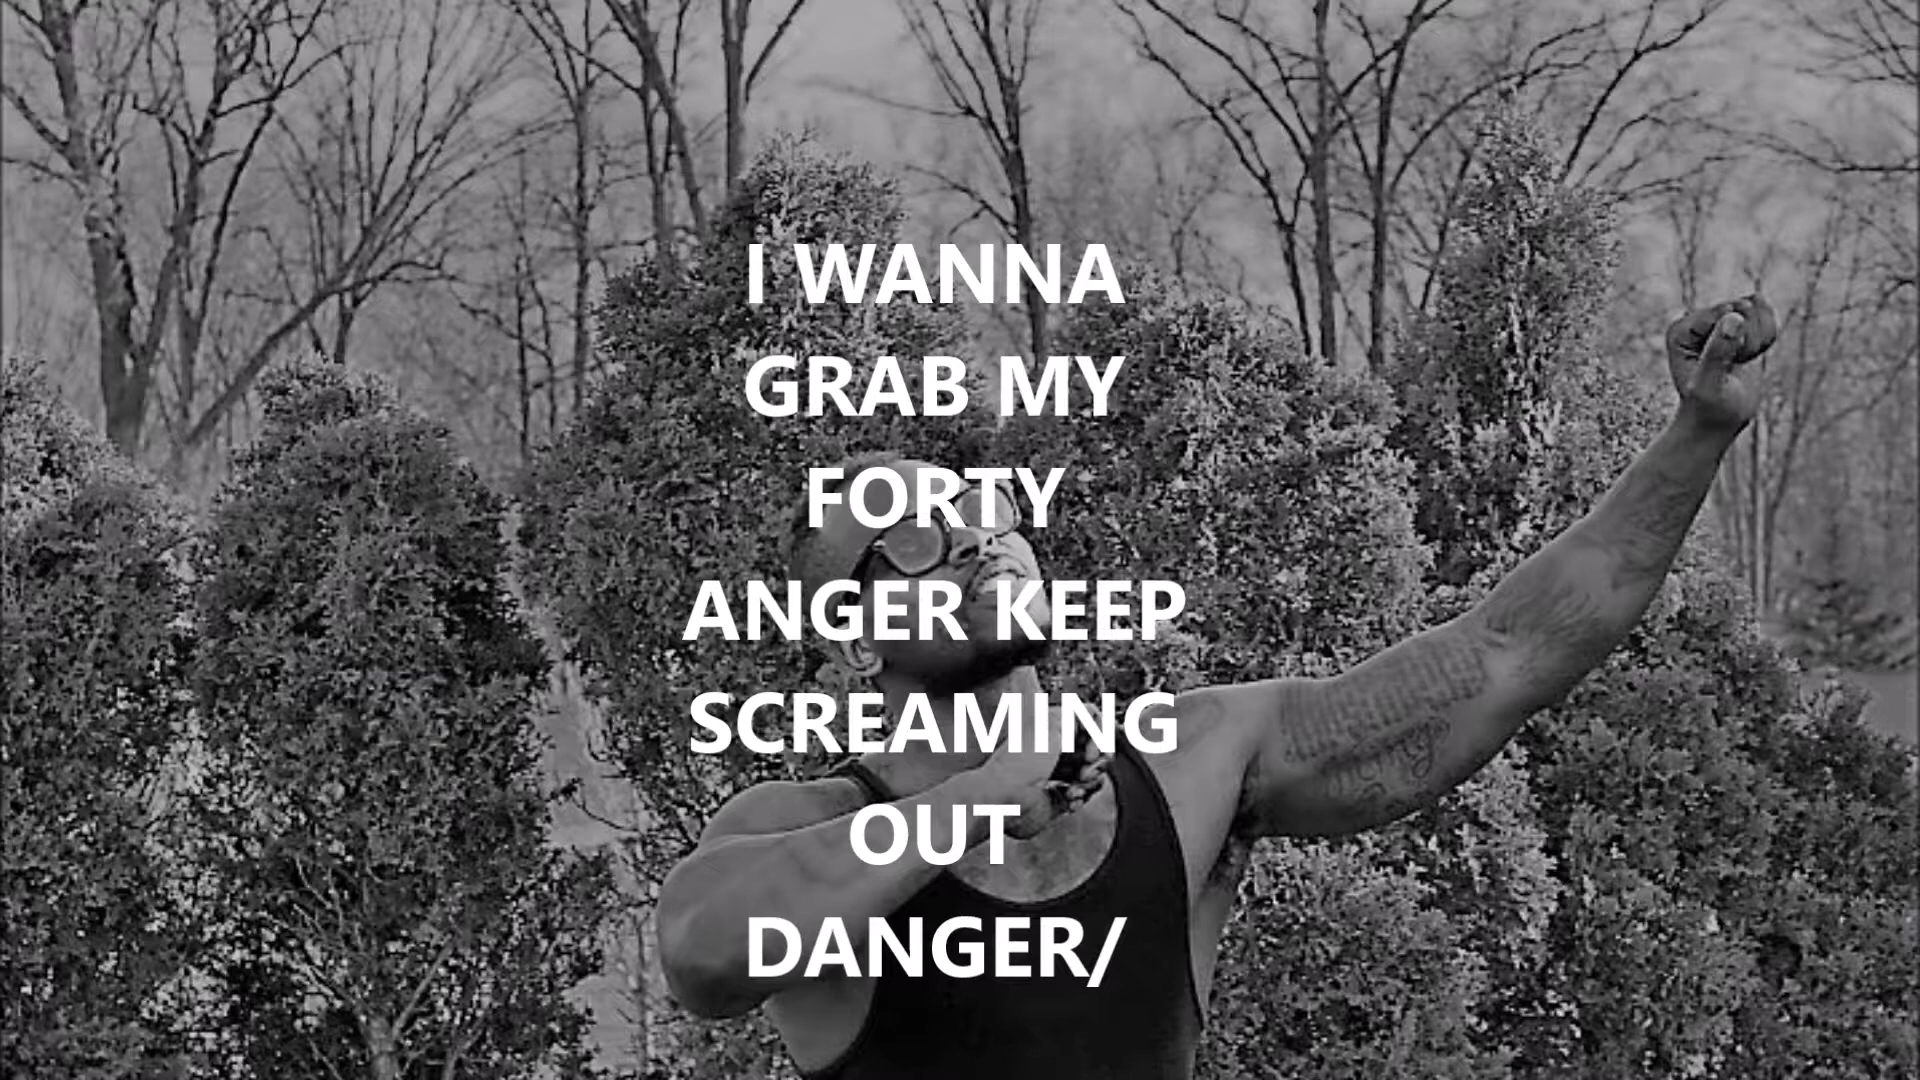 I WANNA
GRAB MY
FORTY
ANGER KEEP
SCREAMING
OUT
DANGER/